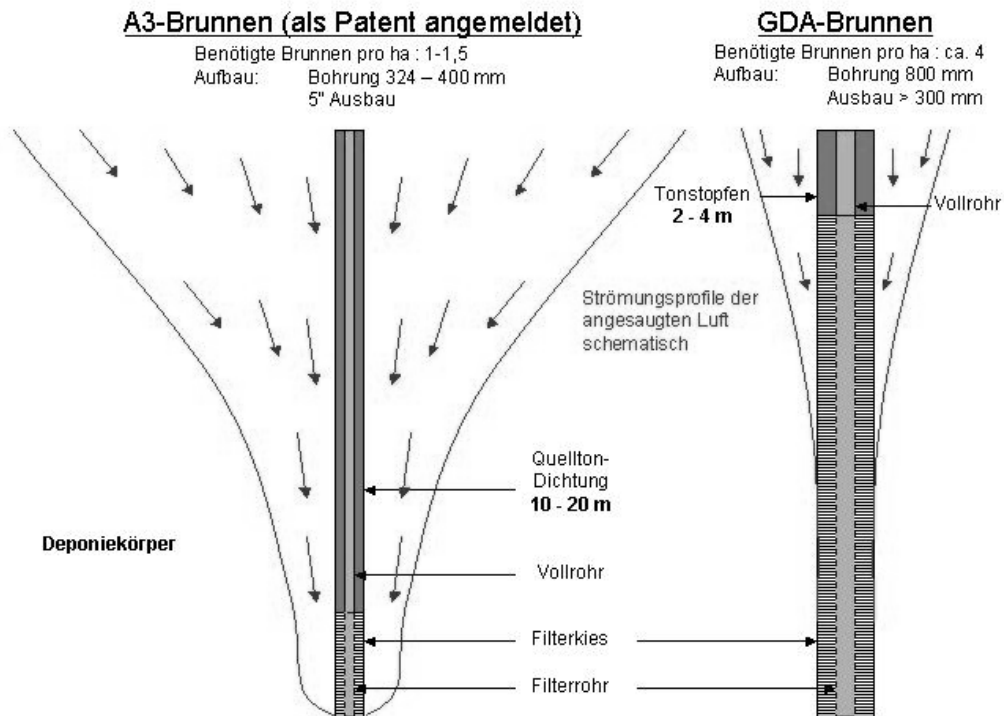 A3-Brunnen (als Patent angemeldet)
Benötigte Brunnen pro ha : 1-1,5
Aufbau: Bohrung 324 – 400 mm
5" Ausbau
GDA-Brunnen
Benötigte Brunnen pro ha : ca. 4
Aufbau: Bohrung 800 mm
Ausbau > 300 mm
Tonstopfen
2 - 4 m
Vollrohr
Strömungsprofile der
angesaugten Luft
schematisch
Quellton-
Dichtung
10 - 20 m
Deponiekörper
Vollrohr
Filterkies
Filterrohr